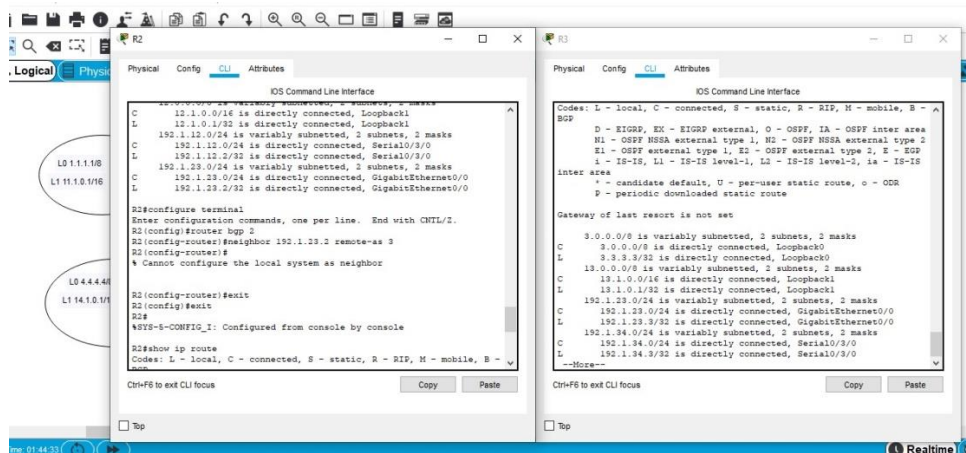 Logical
Physic
L0 1.1.1.1/8
L1 11.1.0.1/16
L0 4.4.4.4/
L1 14.1.0.1/1
R2
Physical Config CLI Attributes
IOS Command Line Interface
C 12.1.0.0/16 is directly connected, Loopback1
L 12.1.0.1/32 is directly connected, Loopback1
192.1.12.0/24 is variably subnetted, 2 subnets, 2 masks
C 192.1.12.0/24 is directly connected, Serial0/3/0
L 192.1.12.2/32 is directly connected, Serial0/3/0
192.1.23.0/24 is variably subnetted, 2 subnets, 2 masks
C 192.1.23.0/24 is directly connected, GigabitEthernet0/0
L 192.1.23.2/32 is directly connected, GigabitEthernet0/0
R2#configure terminal
Enter configuration commands, one per line. End with CNTL/Z.
R2(config)#router bgp 2
R2(config-router)#neighbor 192.1.23.2 remote-as 3
R2(config-router)#
% Cannot configure the local system as neighbor
R2(config-router)#exit
R2(config)#exit
R2#
%SYS-5-CONFIG_I: Configured from console by console
R2#show ip route
Codes: L - local, C - connected, S - static, R - RIP, M - mobile, B -
Ctrl+F6 to exit CLI focus
Copy
Paste
Top
R3
Physical Config CLI Attributes
IOS Command Line Interface
Codes: L - local, C - connected, S - static, R - RIP, M - mobile, B -
BGP
D - EIGRP, EX - EIGRP external, O - OSPF, IA - OSPF inter area
N1 - OSPF NSSA external type 1, N2 - OSPF NSSA external type 2
E1 - OSPF external type 1, E2 - OSPF external type 2, E - EGP
i - IS-IS, L1 - IS-IS level-1, L2 - IS-IS level-2, ia - IS-IS
inter area
* - candidate default, U - per-user static route, o - ODR
P - periodic downloaded static route
Gateway of last resort is not set
3.0.0.0/8 is variably subnetted, 2 subnets, 2 masks
C 3.0.0.0/8 is directly connected, Loopback0
L 3.3.3.3/32 is directly connected, Loopback0
13.0.0.0/8 is variably subnetted, 2 subnets, 2 masks
C 13.1.0.0/16 is directly connected, Loopback1
L 13.1.0.1/32 is directly connected, Loopback1
192.1.23.0/24 is variably subnetted, 2 subnets, 2 masks
C 192.1.23.0/24 is directly connected, GigabitEthernet0/0
L 192.1.23.3/32 is directly connected, GigabitEthernet0/0
192.1.34.0/24 is variably subnetted, 2 subnets, 2 masks
C 192.1.34.0/24 is directly connected, Serial0/3/0
L 192.1.34.3/32 is directly connected, Serial0/3/0
--More--
Ctrl+F6 to exit CLI focus
Copy
Paste
Top
me: 01:44:33
Realtime